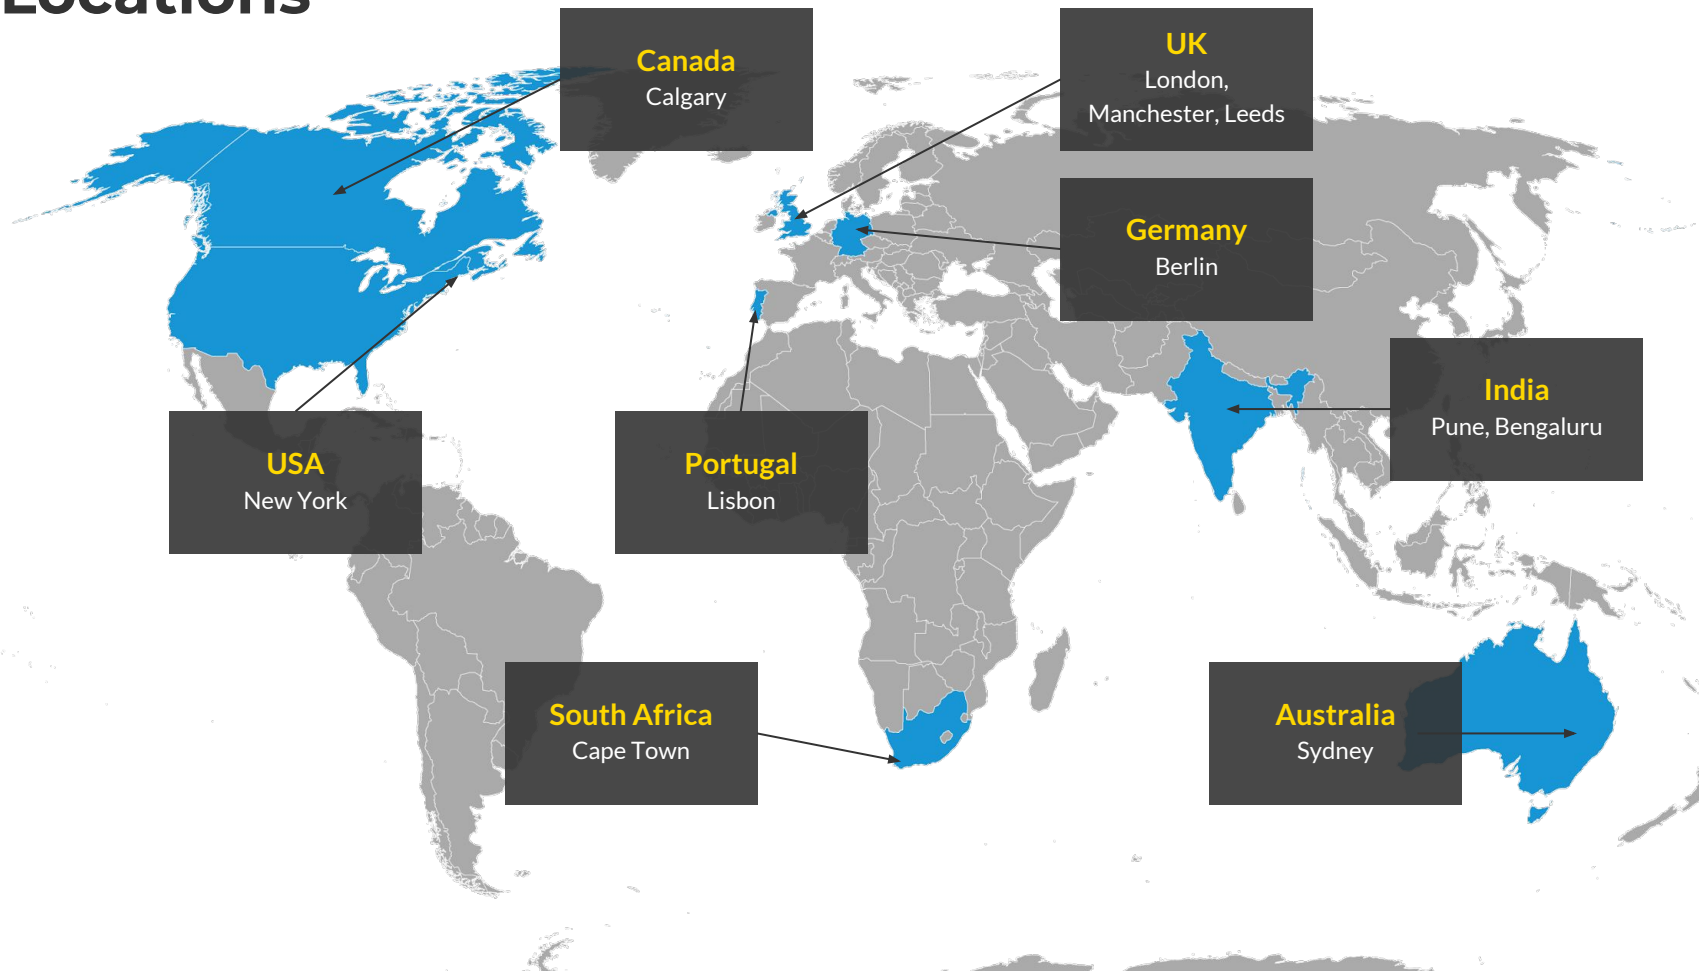 Locations
Canada
Calgary
UK
London,
Manchester, Leeds
Germany
Berlin
India
Pune, Bengaluru
USA
New York
Portugal
Lisbon
South Africa
Cape Town
Australia
Sydney